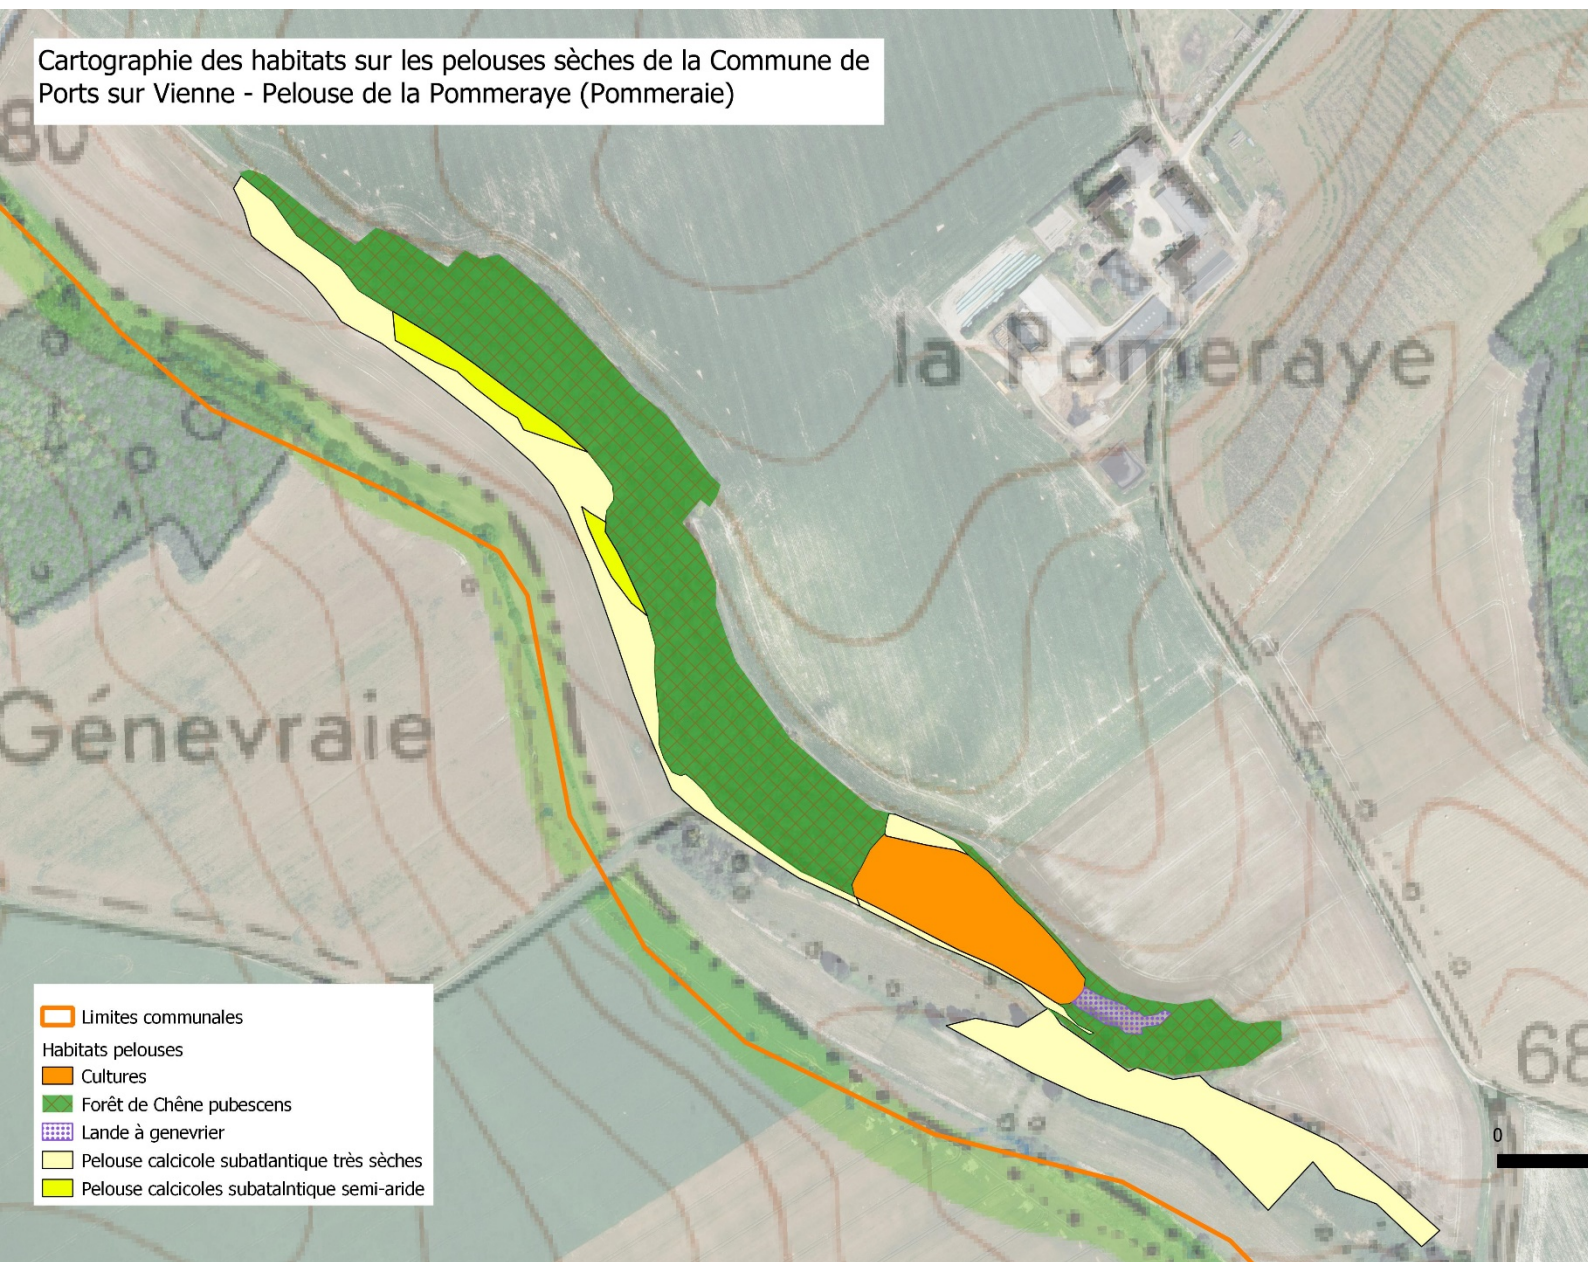 Cartographie des habitats sur les pelouses sèches de la Commune de
Ports sur Vienne - Pelouse de la Pommeraye (Pommeraie)
80
la Pomeraye
Génevraie
68
0
Limites communales
Habitats pelouses
Cultures
Forêt de Chêne pubescens
Lande à genevrier
Pelouse calcicole subatlantique très sèches
Pelouse calcicoles subatalntique semi-aride